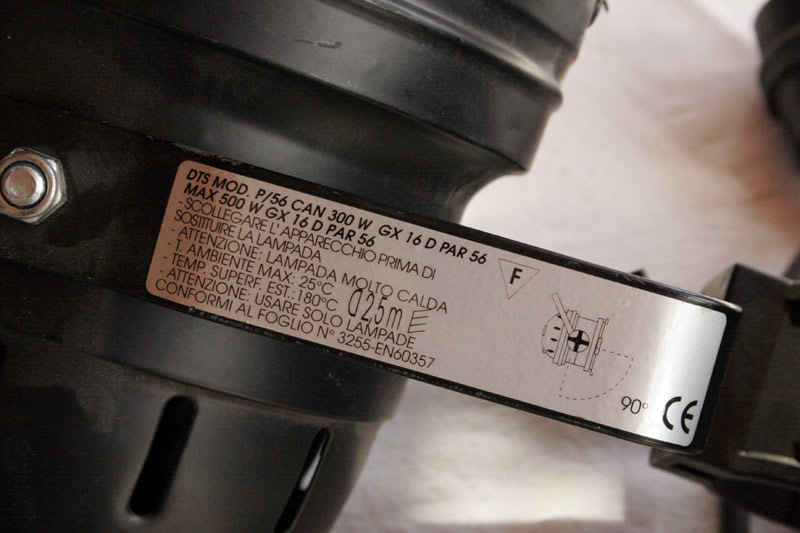 DTS MOD. P/56 CAN 300 W GX 16 D PAR 56
MAX 500 W GX 16 D PAR 56
- SCOLLEGARE L'APPARECCHIO PRIMA DI
SOSTITUIRE LA LAMPADA
- ATTENZIONE: LAMPADA MOLTO CALDA
- T. AMBIENTE MAX: 25°C
- TEMP. SUPERF. EST.:180°C
- ATTENZIONE: USARE SOLO LAMPADE
CONFORMI AL FOGLIO N° 3255-EN60357
0,25m
F
90°
CE